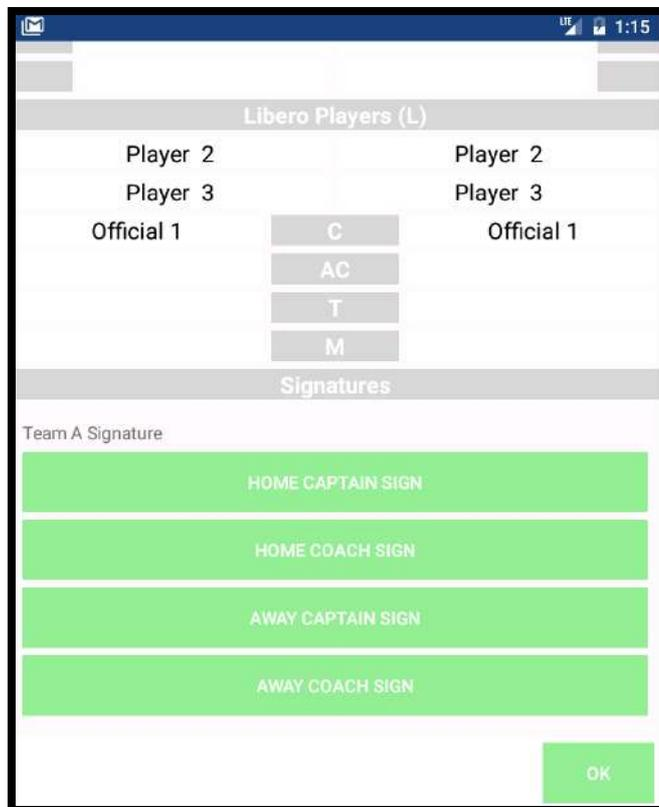 LTE 1:15
Libero Players (L)
Player 2 Player 2
Player 3 Player 3
Official 1 C Official 1
AC
T
M
Signatures
Team A Signature
HOME CAPTAIN SIGN
HOME COACH SIGN
AWAY CAPTAIN SIGN
AWAY COACH SIGN
OK